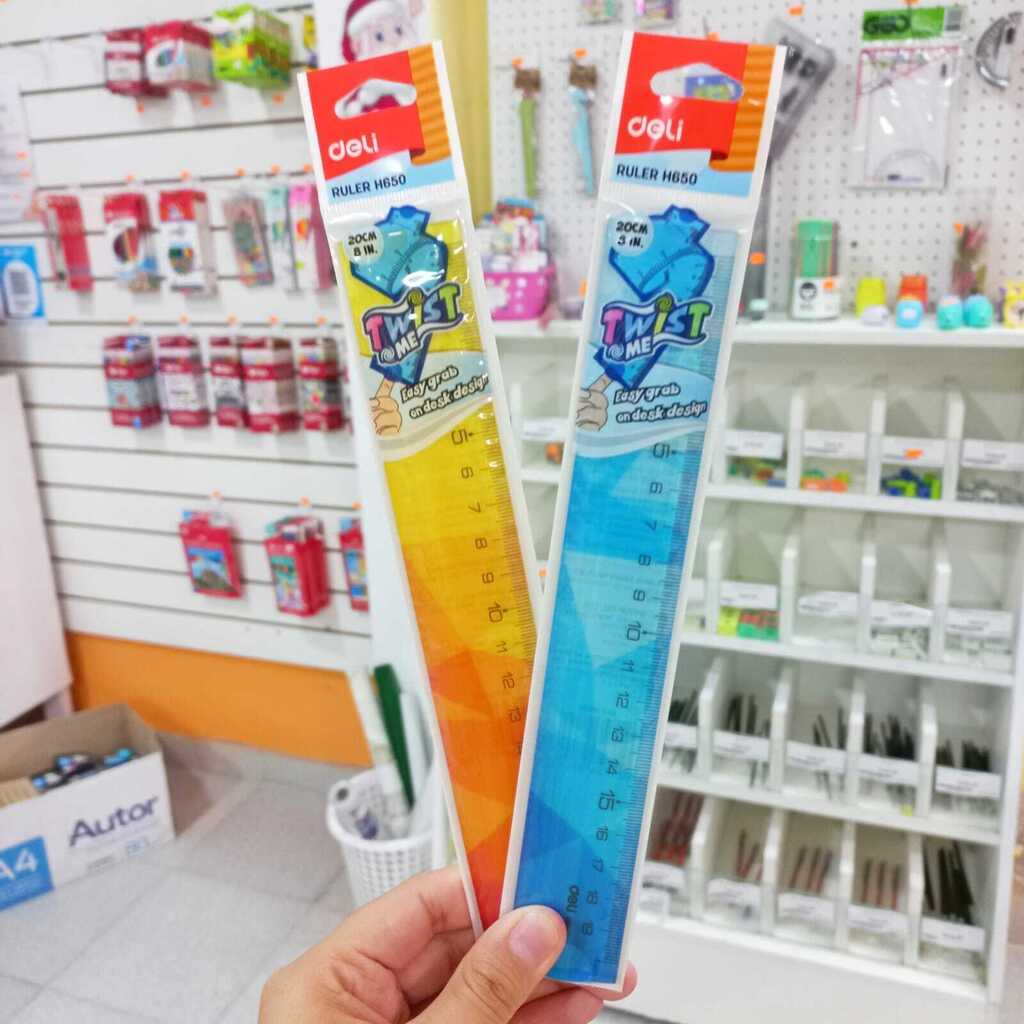 deli
RULER H650
20CM
8 IN.
TWIST
ME
Easy grab
on desk design
5
6
7
8
9
10
11
12
13
deli
RULER H650
20CM
8 IN.
TWIST
ME
Easy grab
on desk design
5
6
7
8
9
10
11
12
13
14
15
16
17
18
19
deli
GEO
Autor
A4